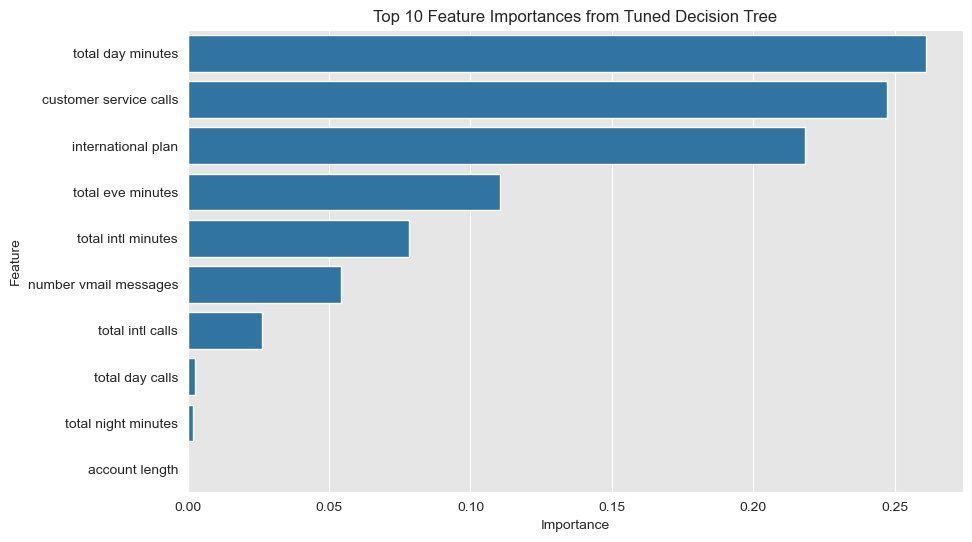 Top 10 Feature Importances from Tuned Decision Tree
Feature
total day minutes
customer service calls
international plan
total eve minutes
total intl minutes
number vmail messages
total intl calls
total day calls
total night minutes
account length
0.00 0.05 0.10 0.15 0.20 0.25
Importance